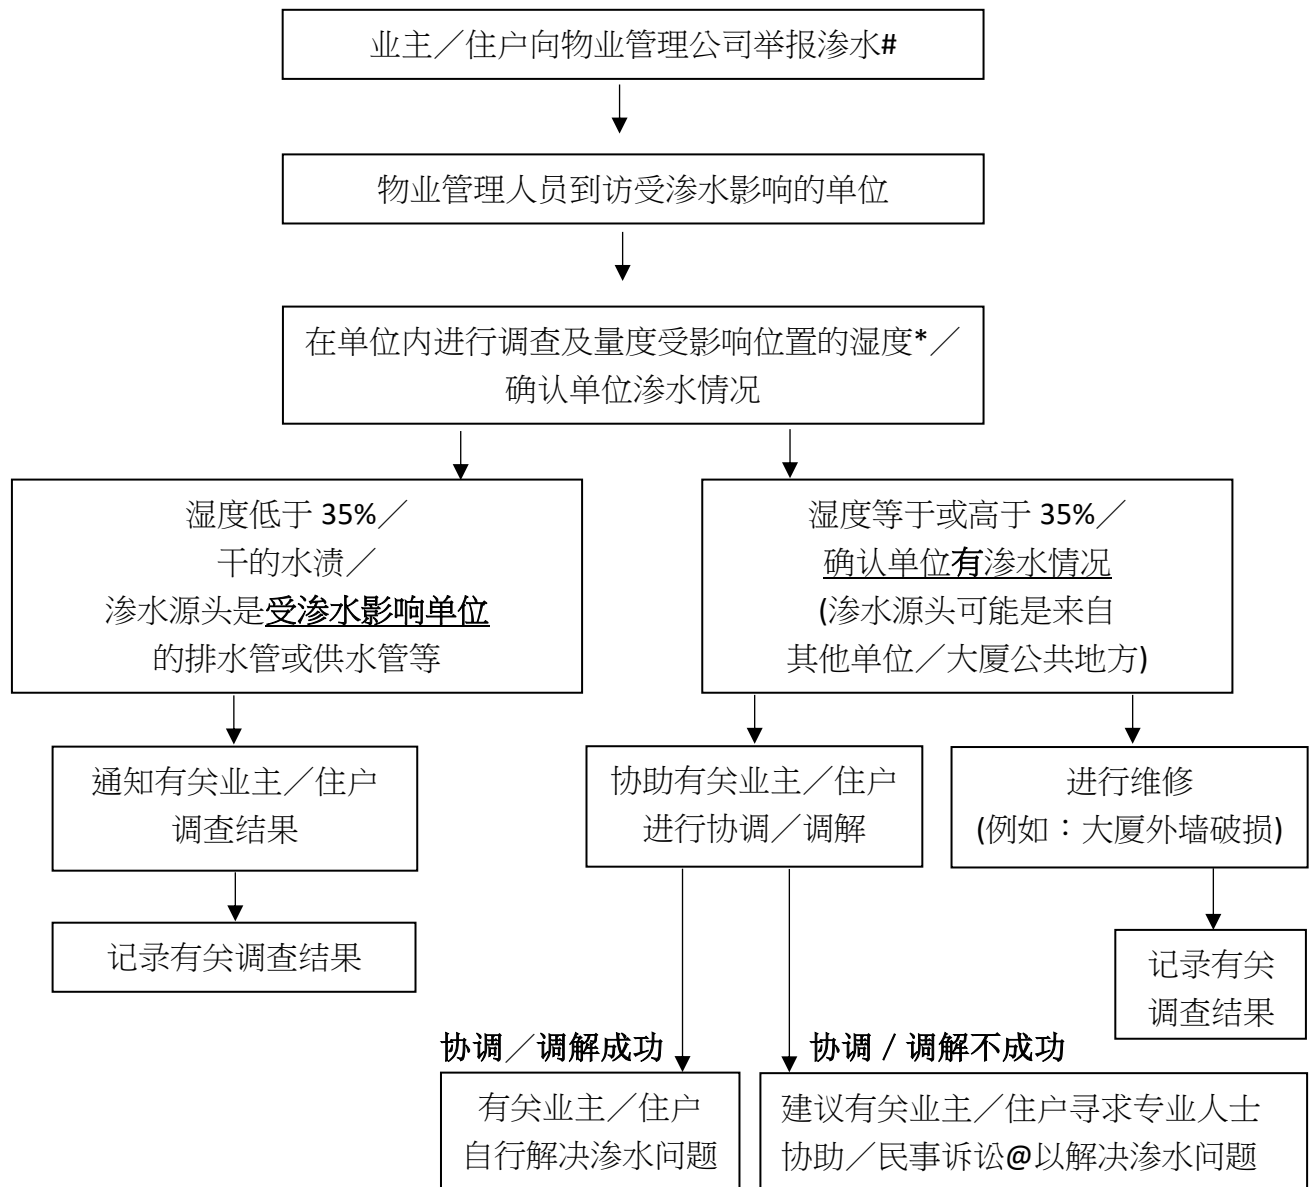 业主／住户向物业管理公司举报渗水#
物业管理人员到访受渗水影响的单位
在单位内进行调查及量度受影响位置的湿度*／
确认单位渗水情况
湿度低于 35%／
干的水渍／
渗水源头是受渗水影响单位
的排水管或供水管等
湿度等于或高于 35%／
确认单位有渗水情况
(渗水源头可能是来自
其他单位／大厦公共地方)
通知有关业主／住户
调查结果
协助有关业主／住户
进行协调／调解
进行维修
(例如：大厦外墙破损)
记录有关调查结果
记录有关
调查结果
协调／调解成功
协调 / 调解不成功
有关业主／住户
自行解决渗水问题
建议有关业主／住户寻求专业人士
协助／民事诉讼@以解决渗水问题